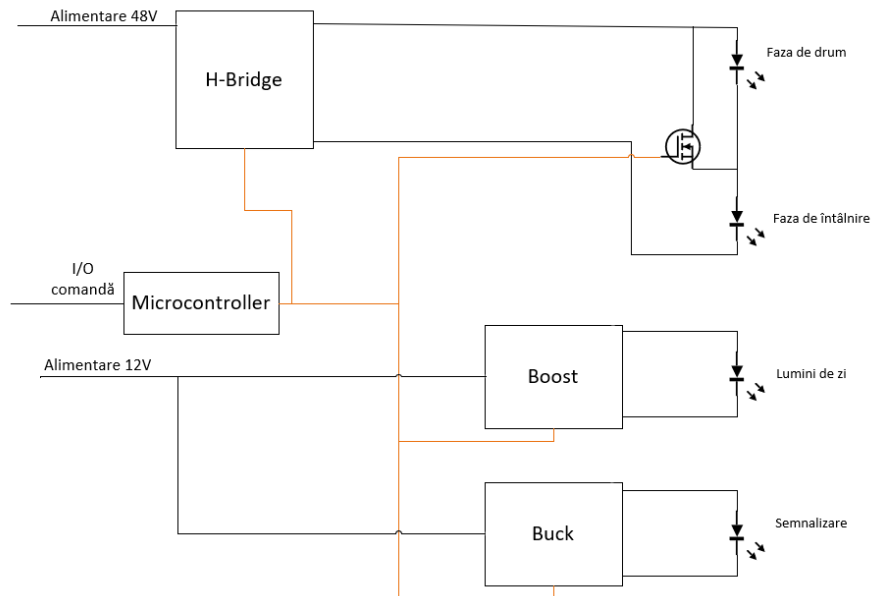 Alimentare 48V
H-Bridge
Faza de drum
Faza de întâlnire
I/O
comandă
Microcontroller
Alimentare 12V
Boost
Lumini de zi
Buck
Semnalizare